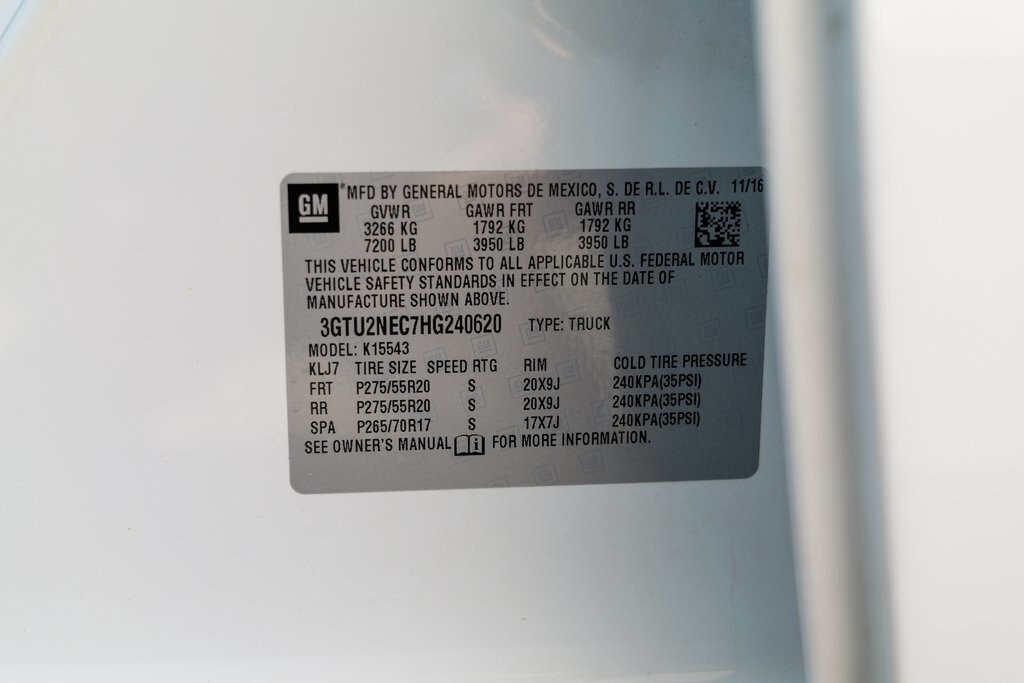 GM *MFD BY GENERAL MOTORS DE MEXICO, S. DE R.L. DE C.V. 11/16
GVWR GAWR FRT GAWR RR
3266 KG 1792 KG 1792 KG
7200 LB 3950 LB 3950 LB
THIS VEHICLE CONFORMS TO ALL APPLICABLE U.S. FEDERAL MOTOR
VEHICLE SAFETY STANDARDS IN EFFECT ON THE DATE OF
MANUFACTURE SHOWN ABOVE.
3GTU2NEC7HG240620 TYPE: TRUCK
MODEL: K15543
KLJ7 TIRE SIZE SPEED RTG RIM COLD TIRE PRESSURE
FRT P275/55R20 S 20X9J 240KPA(35PSI)
RR P275/55R20 S 20X9J 240KPA(35PSI)
SPA P265/70R17 S 17X7J 240KPA(35PSI)
SEE OWNER'S MANUAL i FOR MORE INFORMATION.